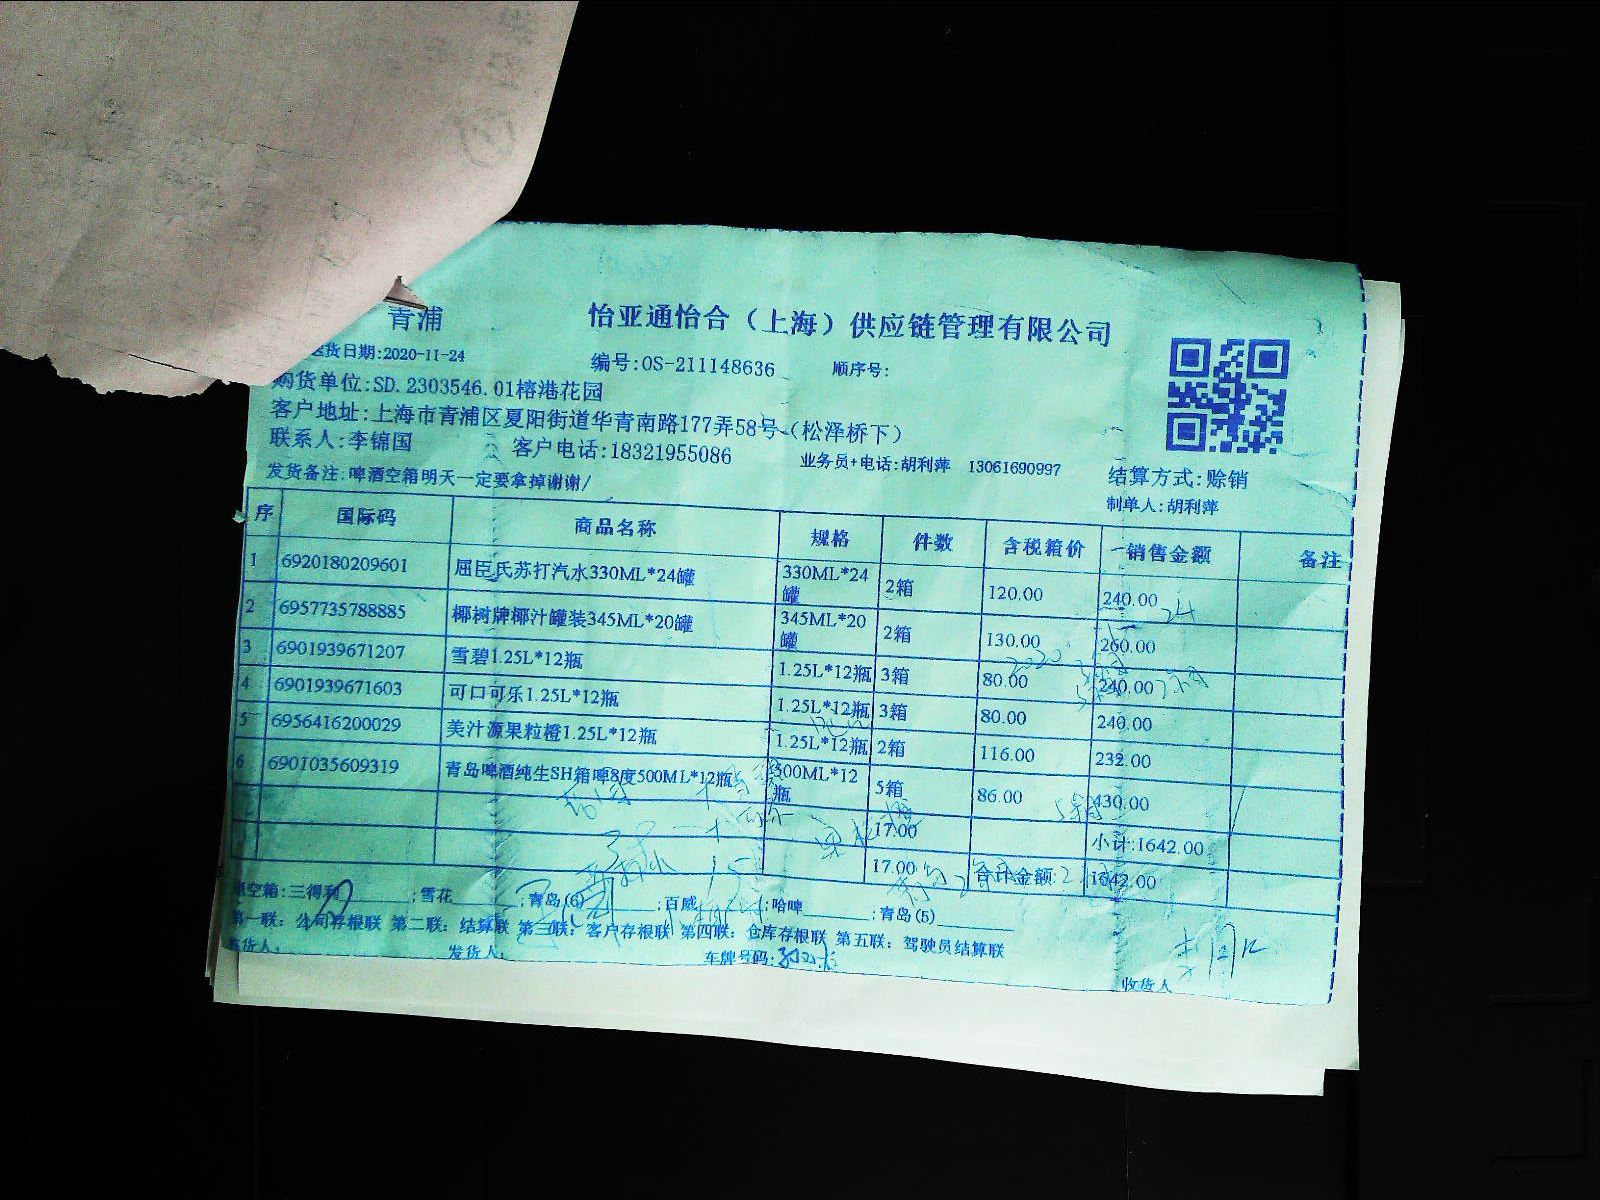 青浦
怡亚通怡合（上海）供应链管理有限公司
送货日期:2020-11-24 编号:OS-211148636 顺序号:
购货单位:SD.2303546.01榕港花园
客户地址:上海市青浦区夏阳街道华青南路177弄58号-(松泽桥下)
联系人:李锦国 客户电话:18321955086 业务员+电话:胡利萍 13061690997 结算方式:赊销
发货备注:啤酒空箱明天一定要拿掉谢谢/ 制单人:胡利萍
序 国际码 商品名称 规格 件数 含税箱价 销售金额 备注
1 6920180209601 屈臣氏苏打汽水330ML*24罐 330ML*24罐 2箱 120.00 240.00
2 6957735788885 椰树牌椰汁罐装345ML*20罐 345ML*20罐 2箱 130.00 260.00
3 6901939671207 雪碧1.25L*12瓶 1.25L*12瓶 3箱 80.00 240.00
4 6901939671603 可口可乐1.25L*12瓶 1.25L*12瓶 3箱 80.00 240.00
5 6956416200029 美汁源果粒橙1.25L*12瓶 1.25L*12瓶 2箱 116.00 232.00
6 6901035609319 青岛啤酒纯生SH箱啤8度500ML*12瓶 500ML*12瓶 5箱 86.00 430.00
17.00 小计:1642.00
17.00 合计金额: 1642.00
空箱:三得利 ;雪花 ;青岛(6) ;百威 ;哈啤 ;青岛(5)
第一联：公司存根联 第二联：结算联 第三联：客户存根联 第四联：仓库存根联 第五联：驾驶员结算联
发货人: 车牌号码: 收货人